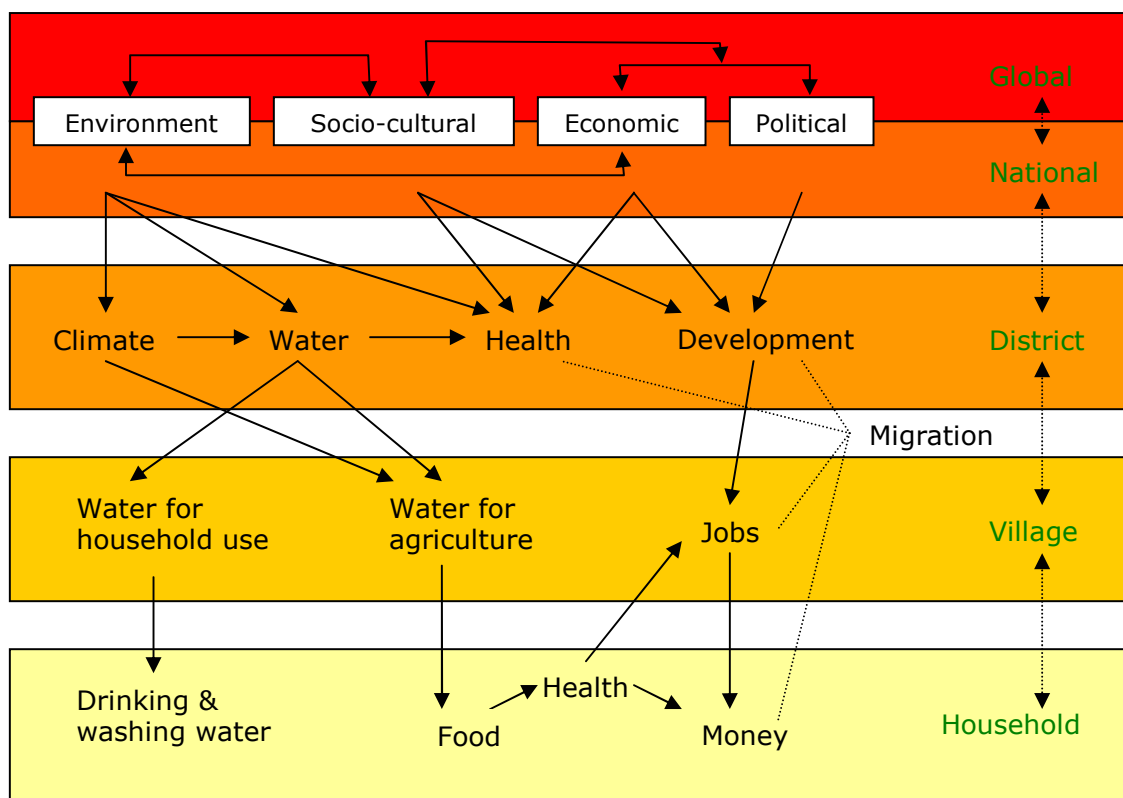 Global
Environment
Socio-cultural
Economic
Political
National
Climate
Water
Health
Development
District
Migration
Water for
household use
Water for
agriculture
Jobs
Village
Drinking &
washing water
Food
Health
Money
Household